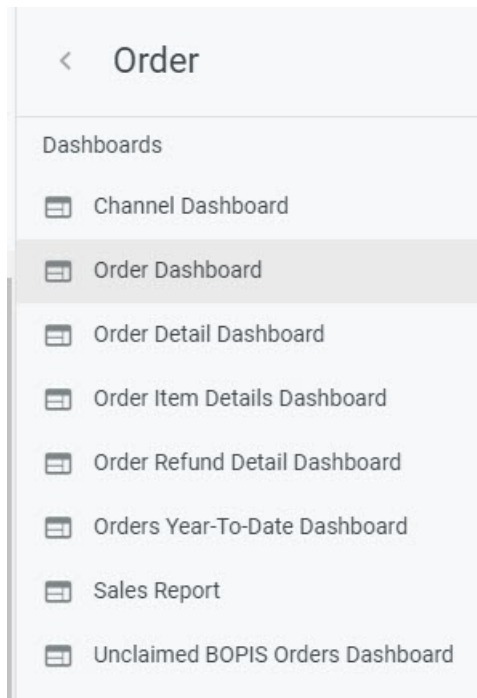 Order
Dashboards
Channel Dashboard
Order Dashboard
Order Detail Dashboard
Order Item Details Dashboard
Order Refund Detail Dashboard
Orders Year-To-Date Dashboard
Sales Report
Unclaimed BOPIS Orders Dashboard